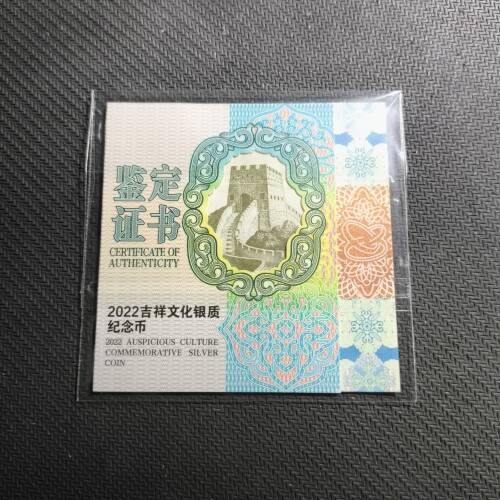 鉴定
证书
CERTIFICATE OF
AUTHENTICITY
2022吉祥文化银质
纪念币
2022 AUSPICIOUS CULTURE
COMMEMORATIVE SILVER
COIN